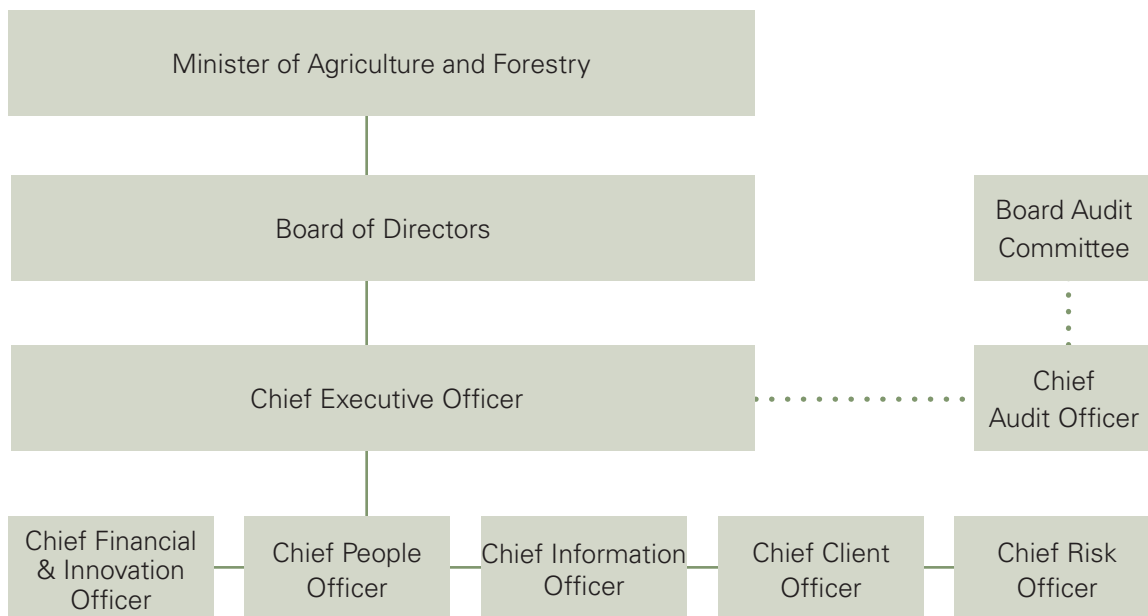 Minister of Agriculture and Forestry
Board of Directors
Board Audit
Committee
Chief Executive Officer
Chief
Audit Officer
Chief Financial
& Innovation
Officer
Chief People
Officer
Chief Information
Officer
Chief Client
Officer
Chief Risk
Officer